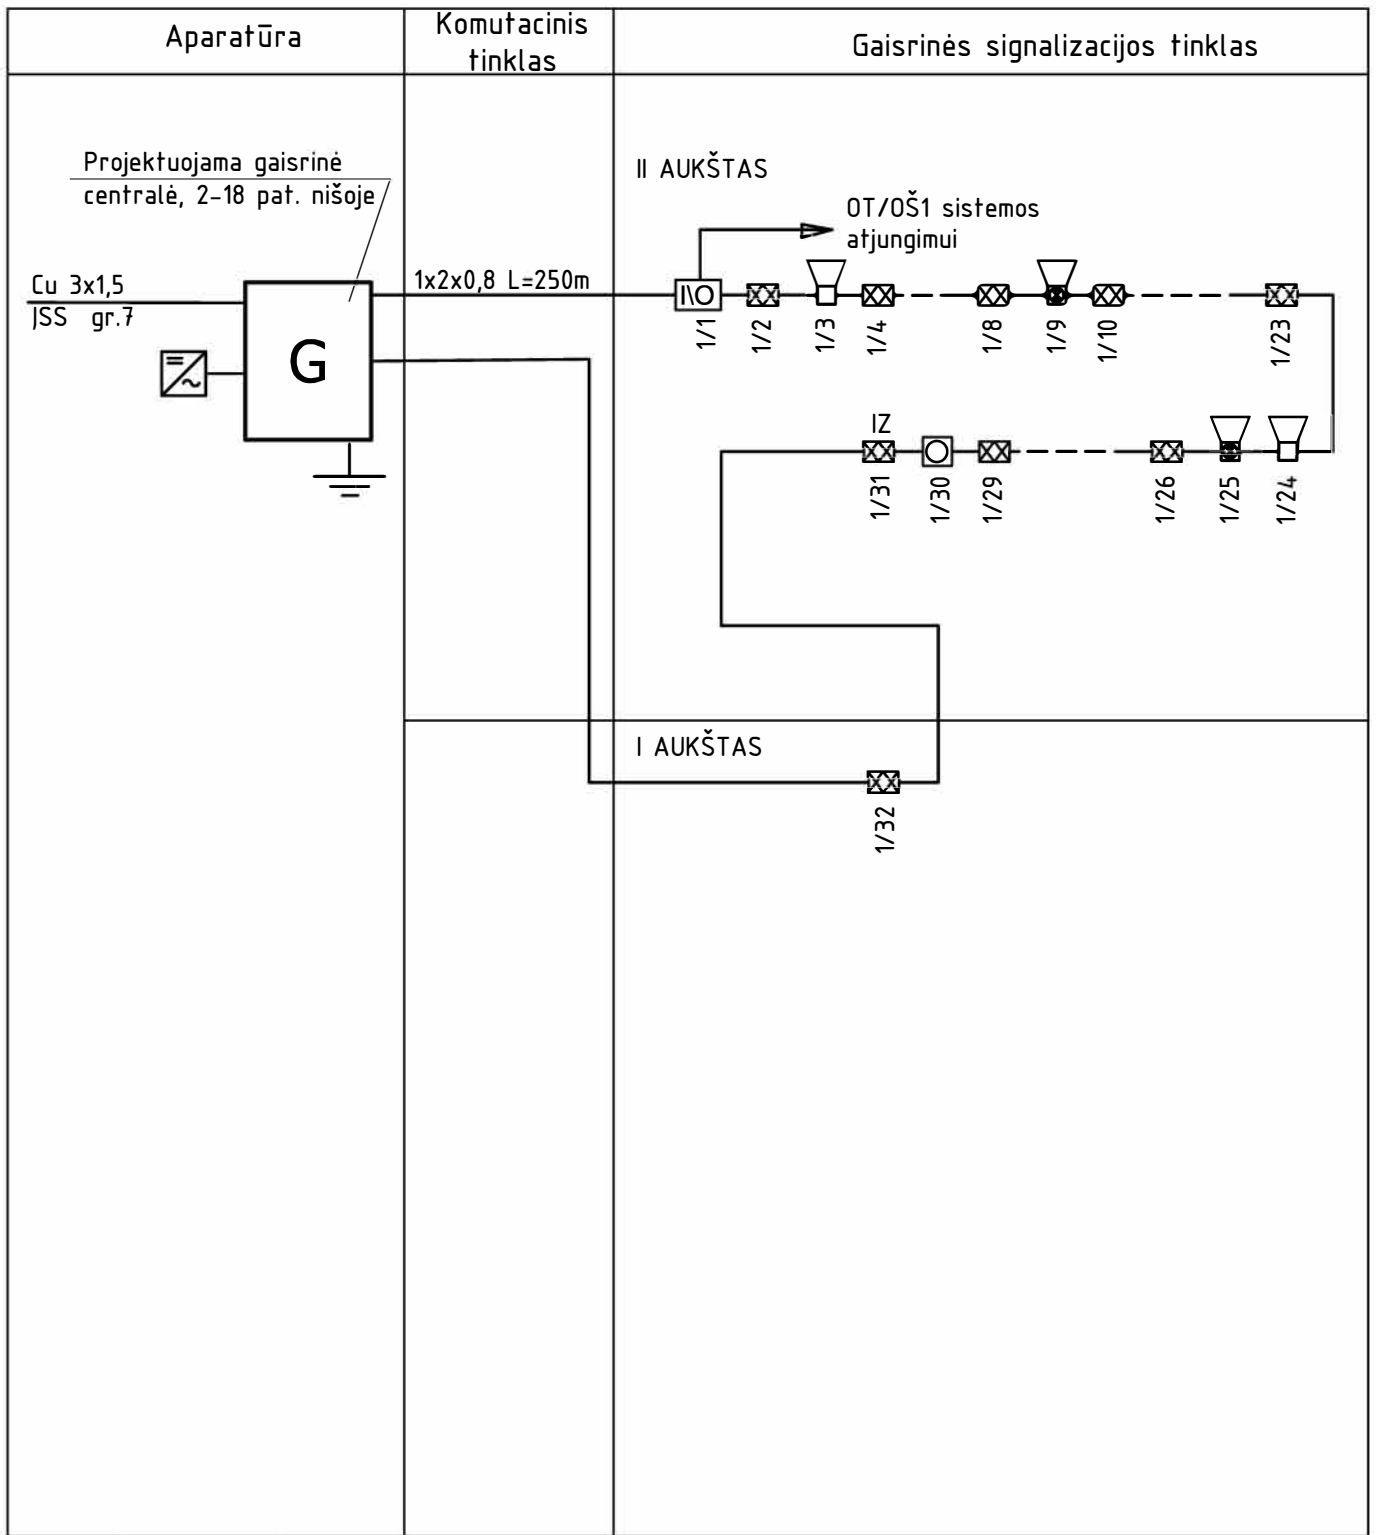 Aparatūra
Komutacinis
tinklas
Gaisrinės signalizacijos tinklas
Projektuojama gaisrinė
centralė, 2-18 pat. nišoje
Cu 3x1,5
JSS gr.7
G
1x2x0,8 L=250m
II AUKŠTAS
OT/OŠ1 sistemos
atjungimui
I\O
1/1
1/2
1/3
1/4
1/8
1/9
1/10
1/23
IZ
1/31
1/30
1/29
1/26
1/25
1/24
I AUKŠTAS
1/32